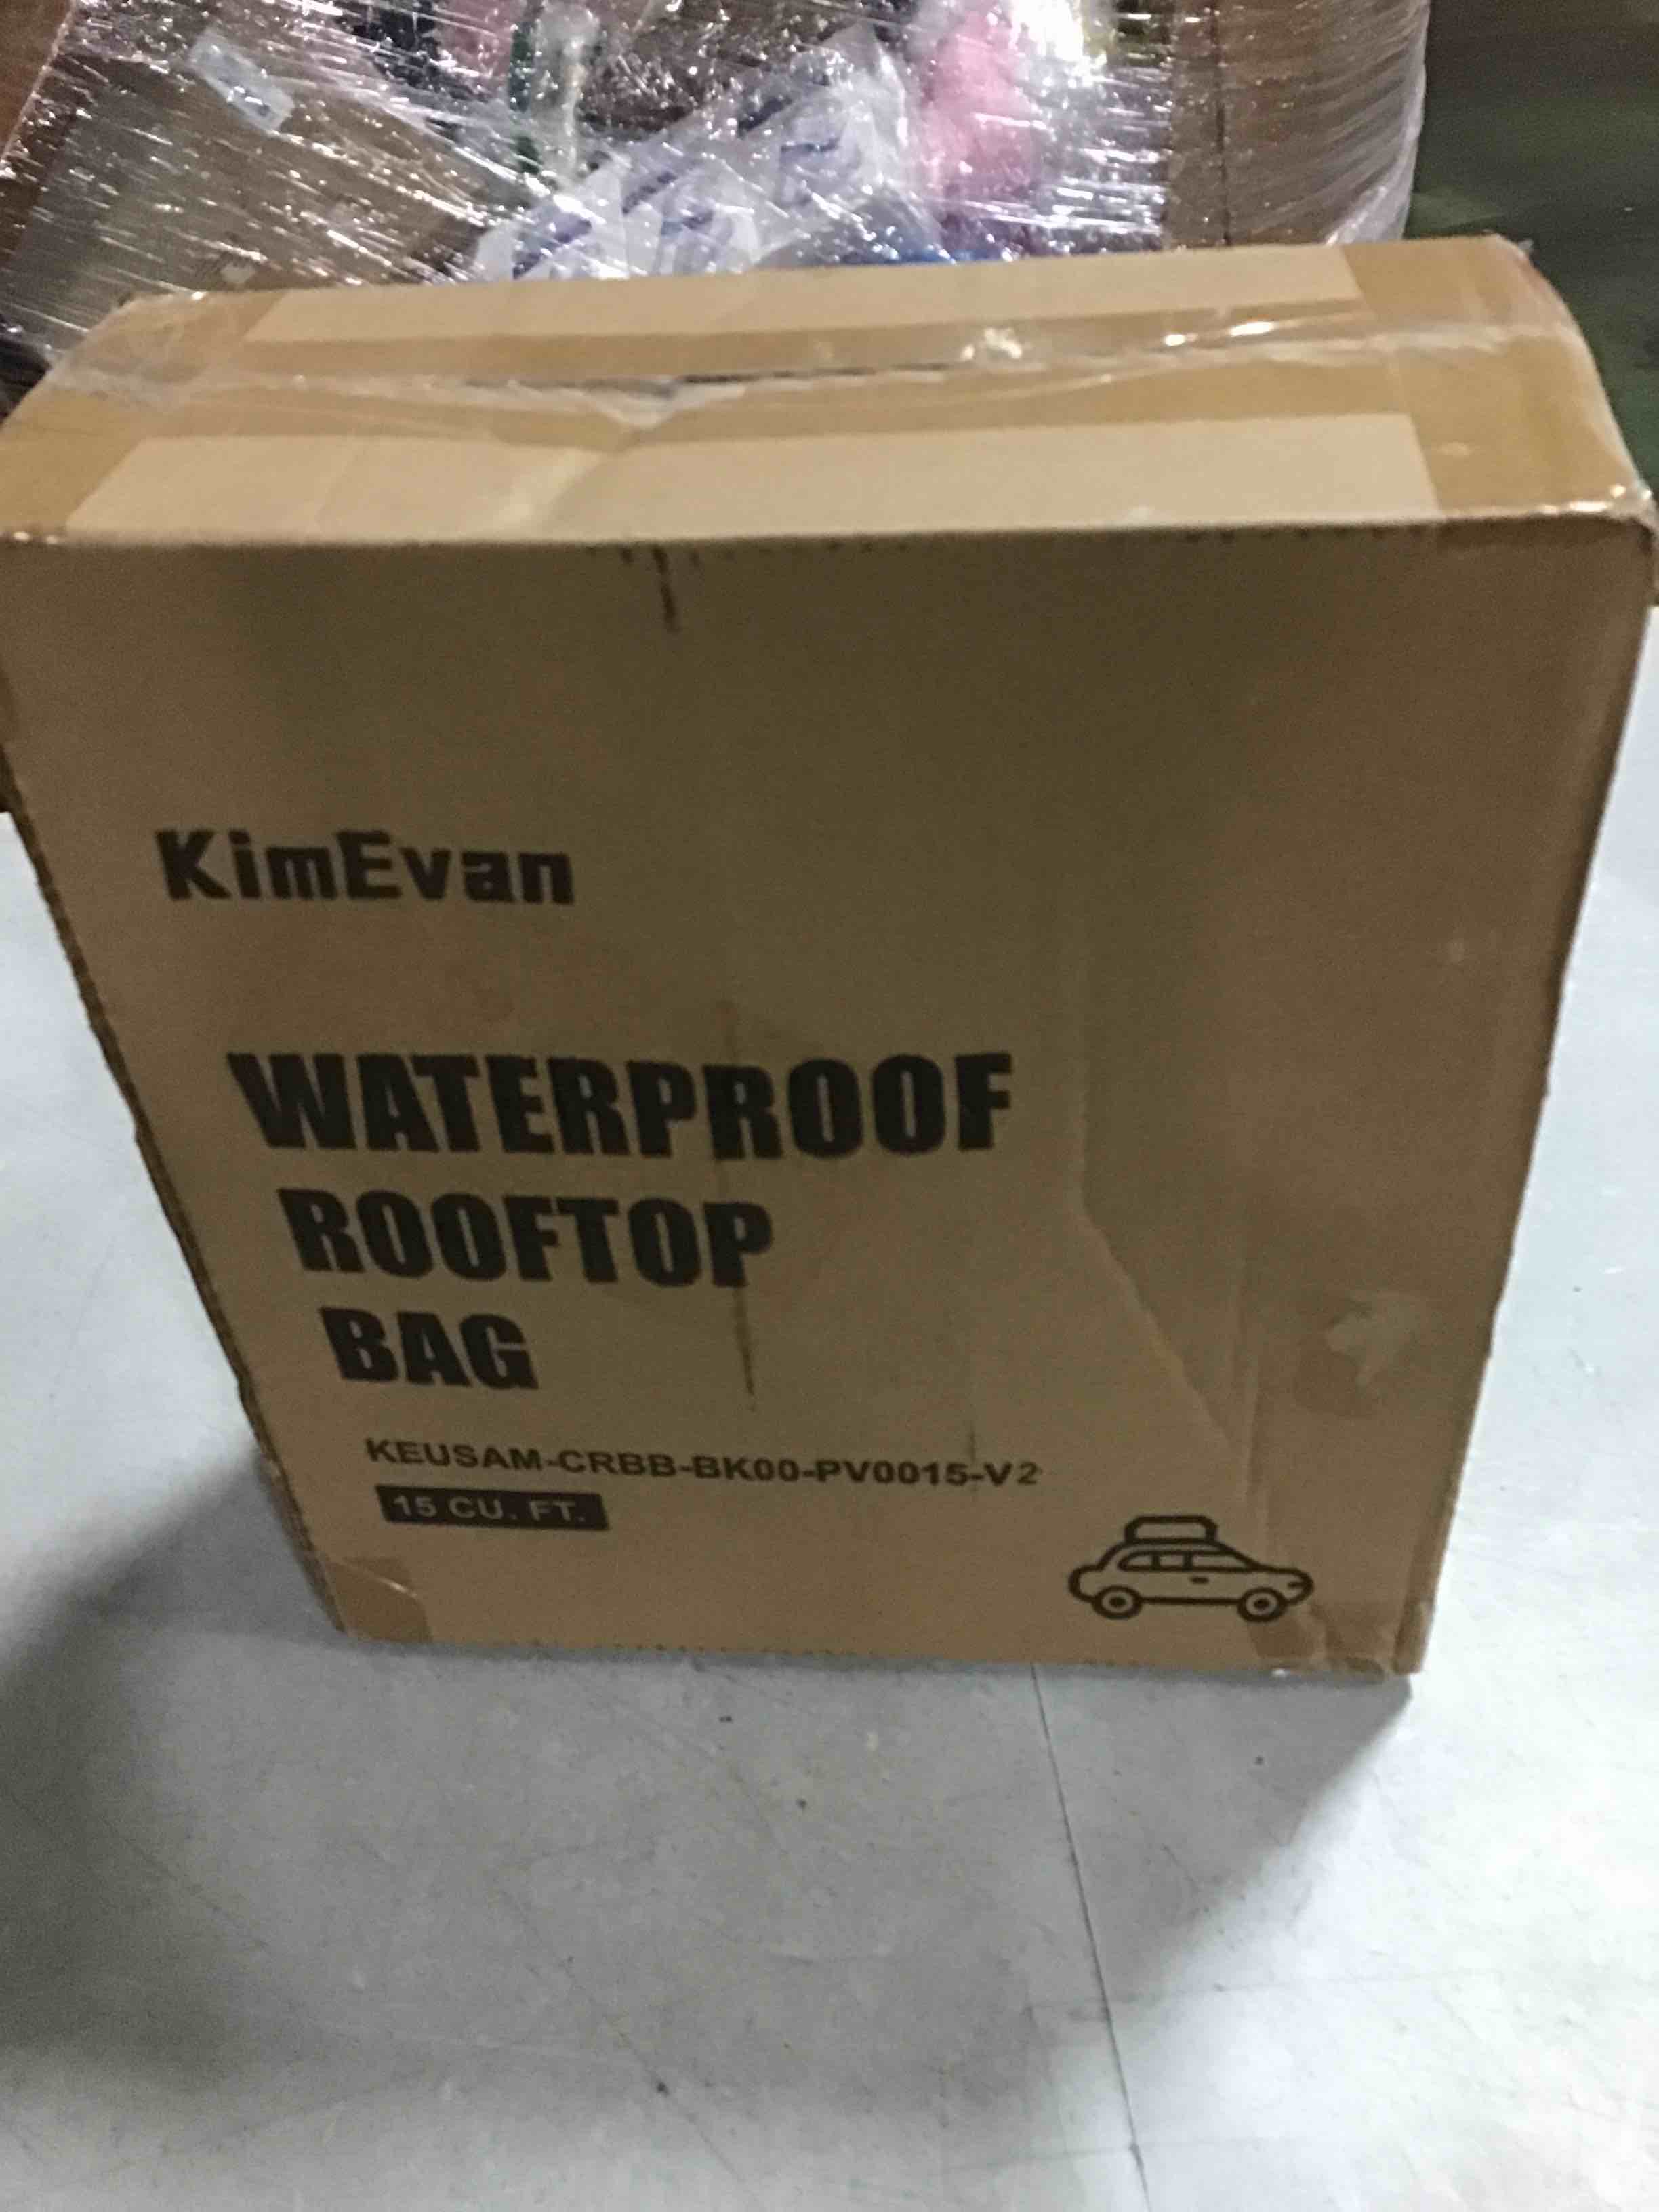 KimEvan
WATERPROOF
ROOFTOP
BAG
KEUSAM-CRBB-BK00-PV0015-V2
15 CU. FT.